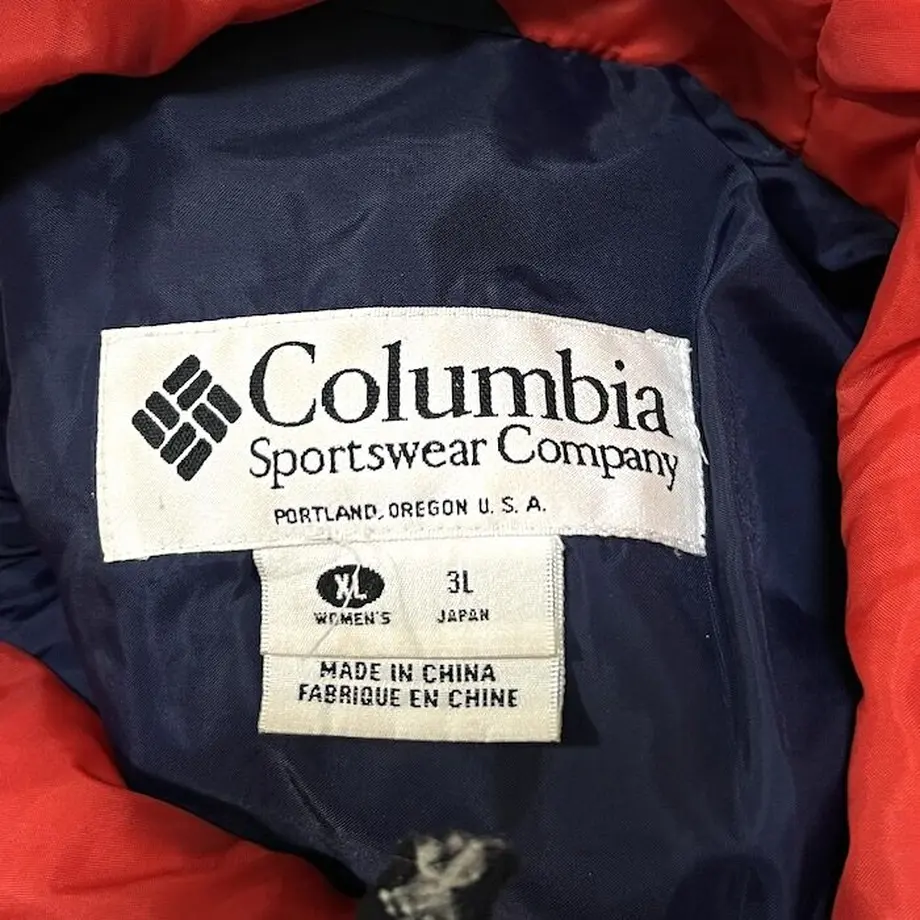 Columbia
Sportswear Company
PORTLAND, OREGON U. S. A.
XL 3L
WOMEN'S JAPAN
MADE IN CHINA
FABRIQUE EN CHINE